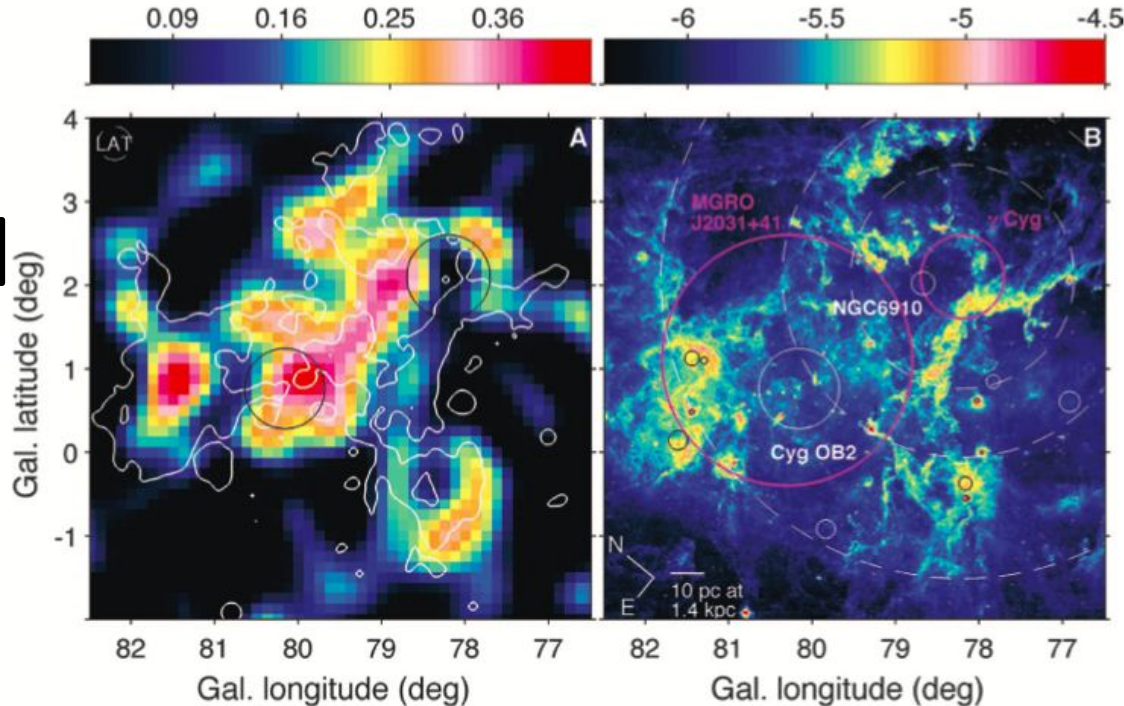 0.09 0.16 0.25 0.36
-6 -5.5 -5 -4.5
LAT
A
4
3
2
1
0
-1
Gal. latitude (deg)
82 81 80 79 78 77
Gal. longitude (deg)
B
MGRO
J2031+41
γ Cyg
NGC6910
Cyg OB2
N
E
10 pc at
1.4 kpc
82 81 80 79 78 77
Gal. longitude (deg)